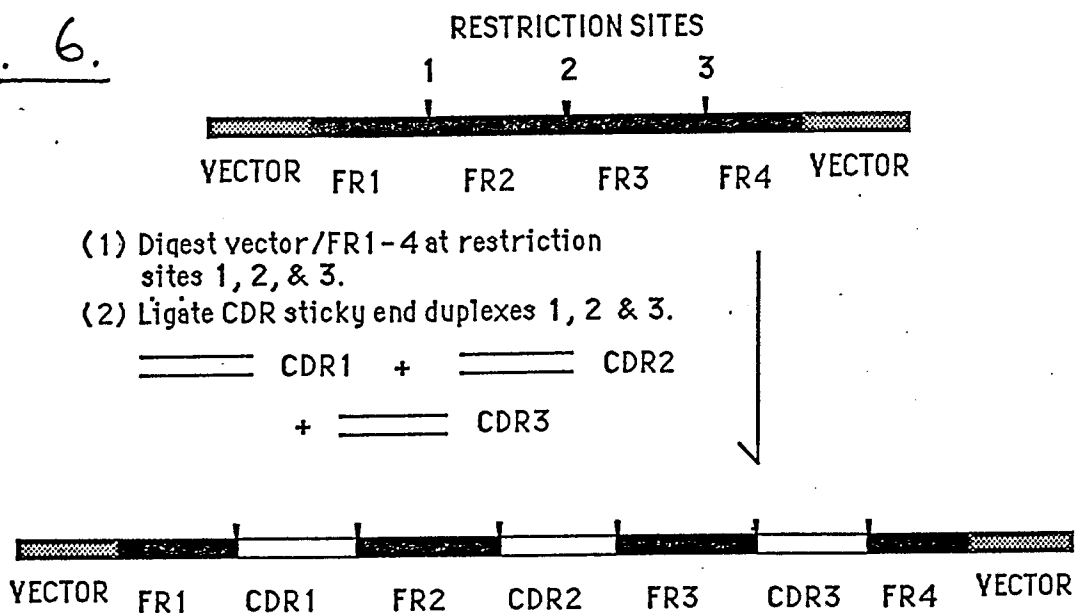 . 6.
RESTRICTION SITES
1 2 3
VECTOR FR1 FR2 FR3 FR4 VECTOR
(1) Digest vector/FR1-4 at restriction
sites 1, 2, & 3.
(2) Ligate CDR sticky end duplexes 1, 2 & 3.
CDR1 + CDR2
+ CDR3
VECTOR FR1 CDR1 FR2 CDR2 FR3 CDR3 FR4 VECTOR